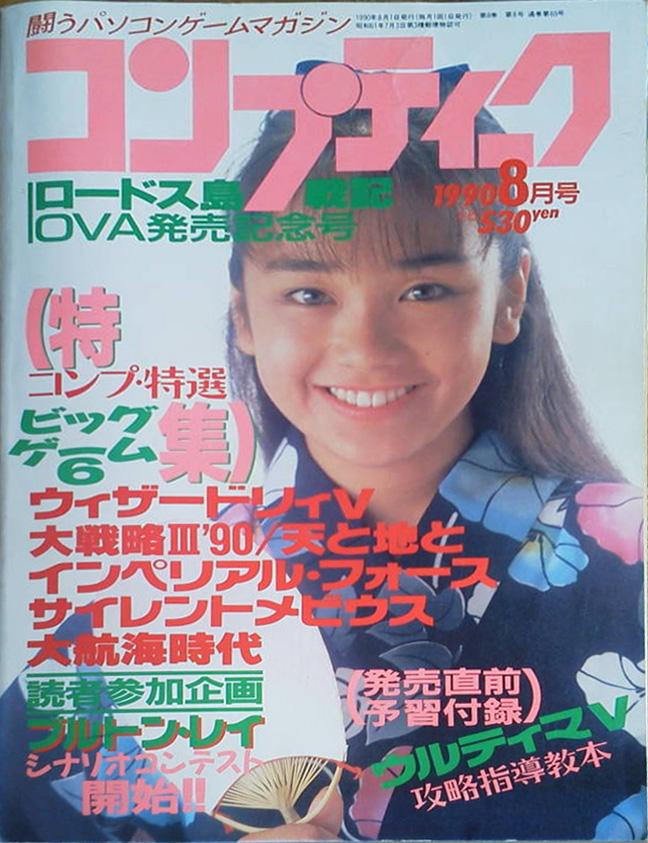 闘うパソコンゲームマガジン
1990年8月1日発行(毎月1回1日発行) 第8巻 第8号 通巻第65号
昭和61年7月3日第3種郵便物認可
コンプティーク
ロードス島戦記
OVA発売記念号
1990 8月号
530yen
(特
コンプ・特選
ビッグ
ゲーム6
集)
ウィザードリィV
大戦略III'90/天と地と
インペリアル・フォース
サイレントメビウス
大航海時代
読者参加企画
ブルトン・レイ
シナリオコンテスト
開始!!
(発売直前
予習付録)
ウルティマV
攻略指導教本